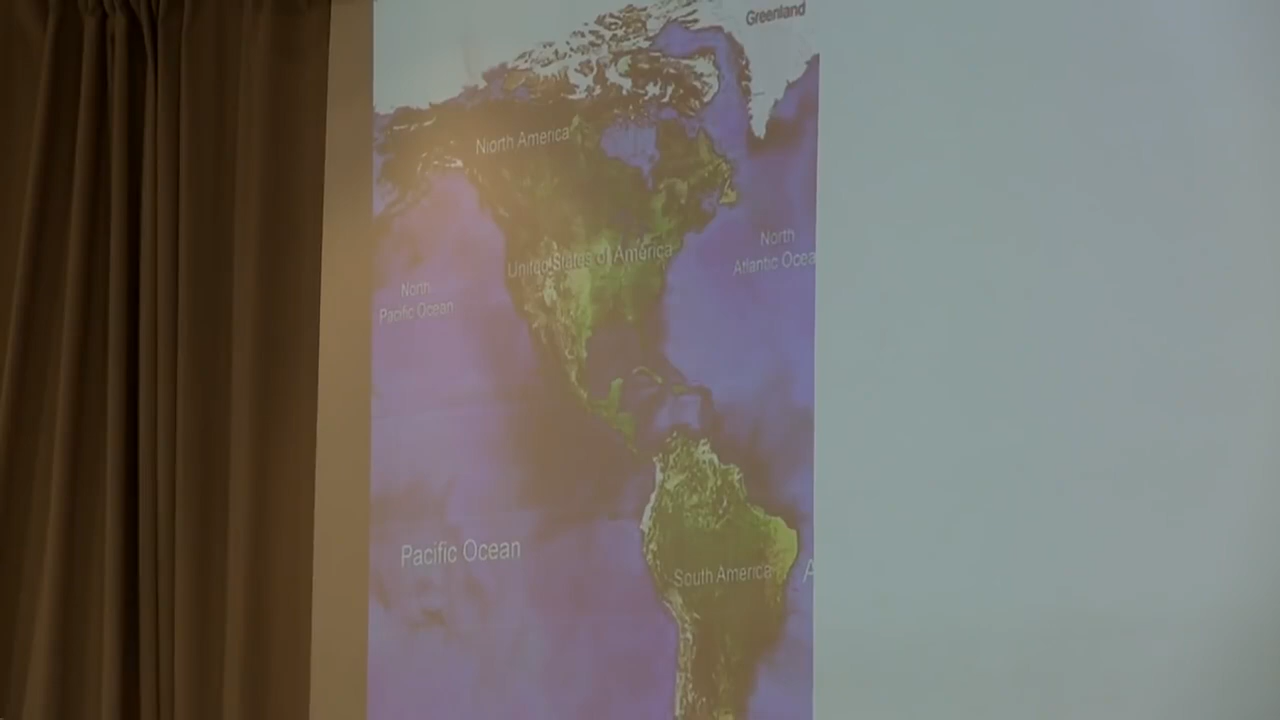 Greenland
North America
United States of America
North
Atlantic Ocea
North
Pacific Ocean
Pacific Ocean
South America
A